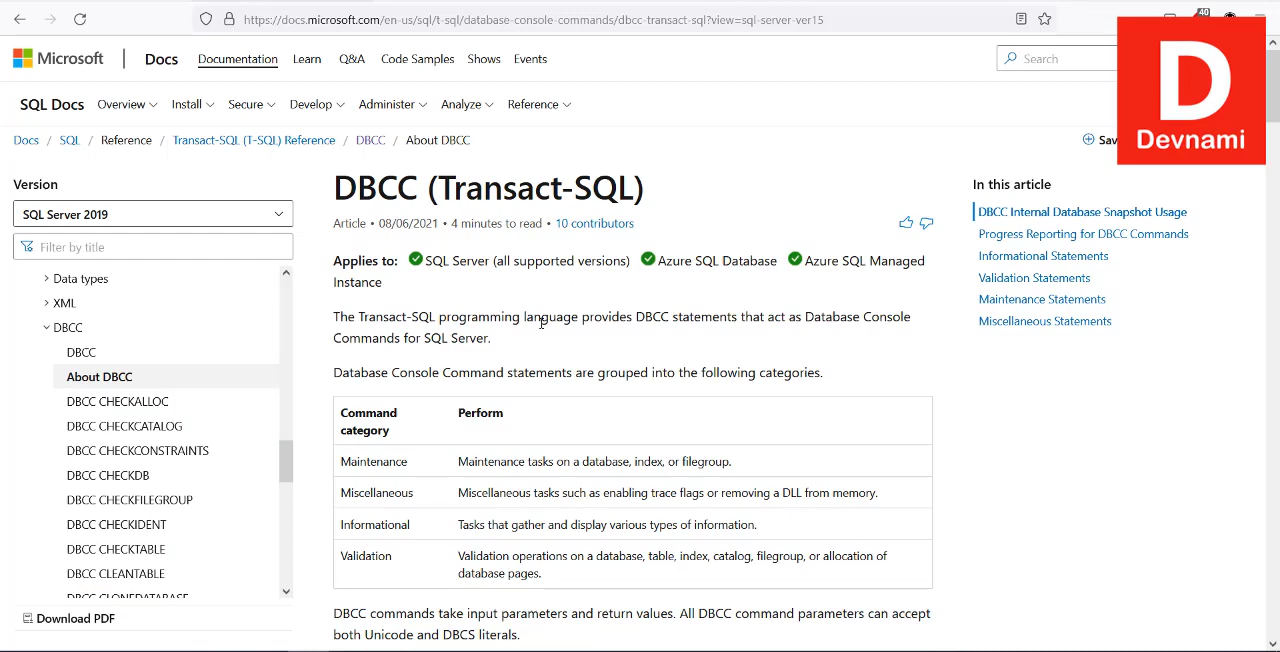 https://docs.microsoft.com/en-us/sql/t-sql/database-console-commands/dbcc-transact-sql?view=sql-server-ver15
40
Microsoft Docs Documentation Learn Q&A Code Samples Shows Events Search
D
Devnami
SQL Docs Overview Install Secure Develop Administer Analyze Reference
Docs / SQL / Reference / Transact-SQL (T-SQL) Reference / DBCC / About DBCC
Version
SQL Server 2019
Filter by title
Data types
XML
DBCC
DBCC
About DBCC
DBCC CHECKALLOC
DBCC CHECKCATALOG
DBCC CHECKCONSTRAINTS
DBCC CHECKDB
DBCC CHECKFILEGROUP
DBCC CHECKIDENT
DBCC CHECKTABLE
DBCC CLEANTABLE
DBCC CLONEDATABASE
Download PDF
DBCC (Transact-SQL)
Article • 08/06/2021 • 4 minutes to read • 10 contributors
Applies to: SQL Server (all supported versions) Azure SQL Database Azure SQL Managed
Instance
The Transact-SQL programming language provides DBCC statements that act as Database Console
Commands for SQL Server.
Database Console Command statements are grouped into the following categories.
Command Perform
category
Maintenance Maintenance tasks on a database, index, or filegroup.
Miscellaneous Miscellaneous tasks such as enabling trace flags or removing a DLL from memory.
Informational Tasks that gather and display various types of information.
Validation Validation operations on a database, table, index, catalog, filegroup, or allocation of
database pages.
DBCC commands take input parameters and return values. All DBCC command parameters can accept
both Unicode and DBCS literals.
In this article
DBCC Internal Database Snapshot Usage
Progress Reporting for DBCC Commands
Informational Statements
Validation Statements
Maintenance Statements
Miscellaneous Statements